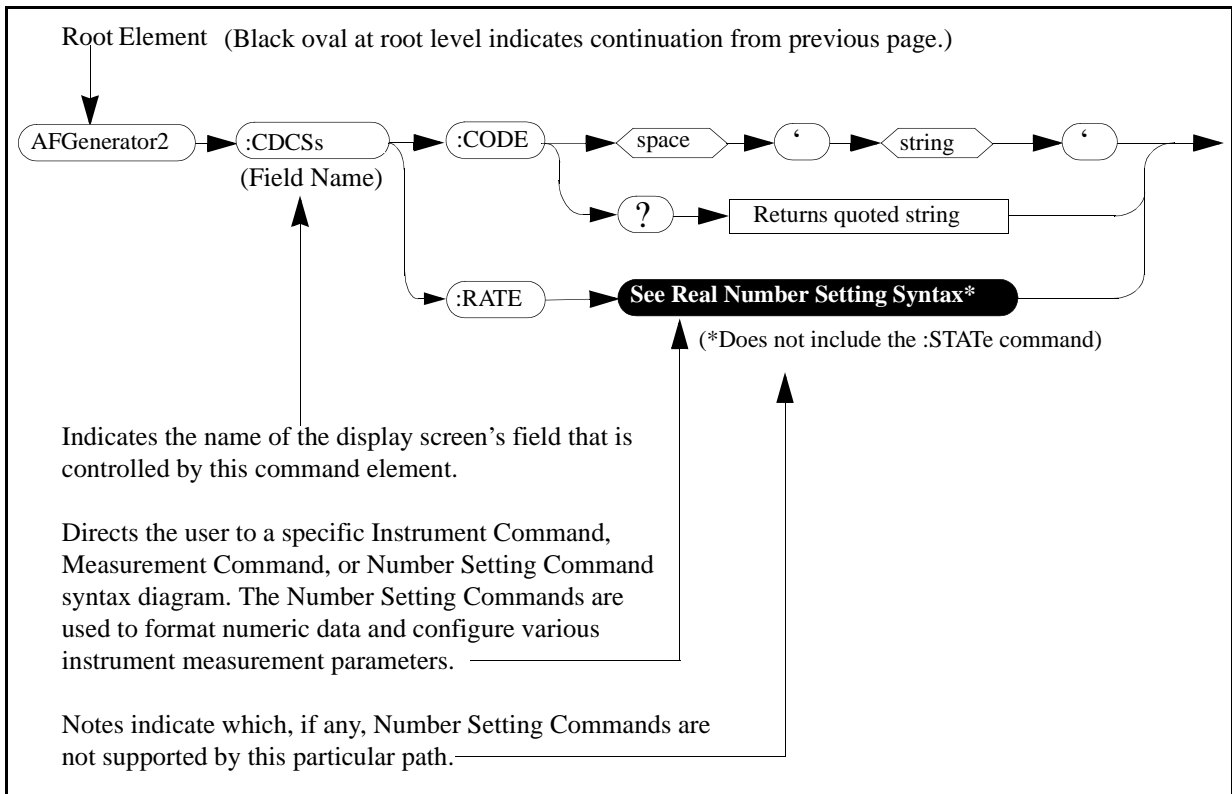 Root Element (Black oval at root level indicates continuation from previous page.)
AFGenerator2 :CDCSs :CODE space ‘ string ‘
(Field Name)
? Returns quoted string
:RATE See Real Number Setting Syntax*
(*Does not include the :STATe command)
Indicates the name of the display screen’s field that is
controlled by this command element.
Directs the user to a specific Instrument Command,
Measurement Command, or Number Setting Command
syntax diagram. The Number Setting Commands are
used to format numeric data and configure various
instrument measurement parameters.
Notes indicate which, if any, Number Setting Commands are
not supported by this particular path.